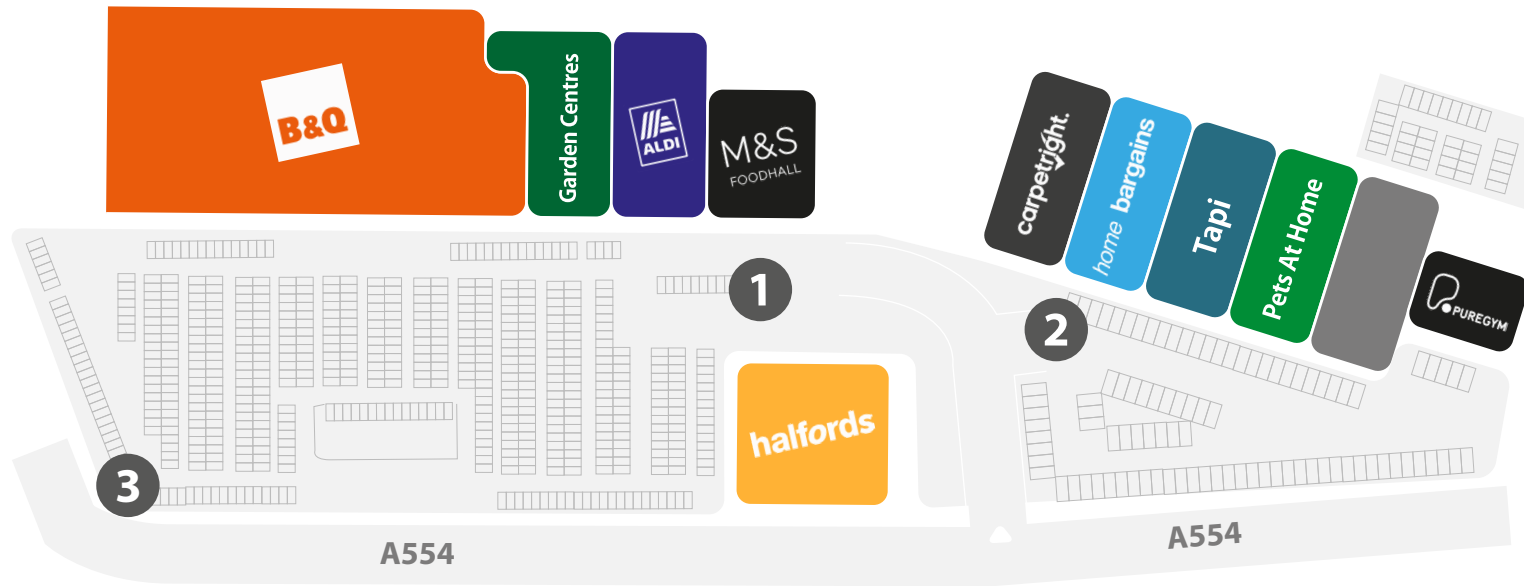 B&Q
Garden Centres
ALDI
M&S
FOODHALL
carpetright.
home bargains
Tapi
Pets At Home
PUREGYM
1
2
halfords
3
A554
A554